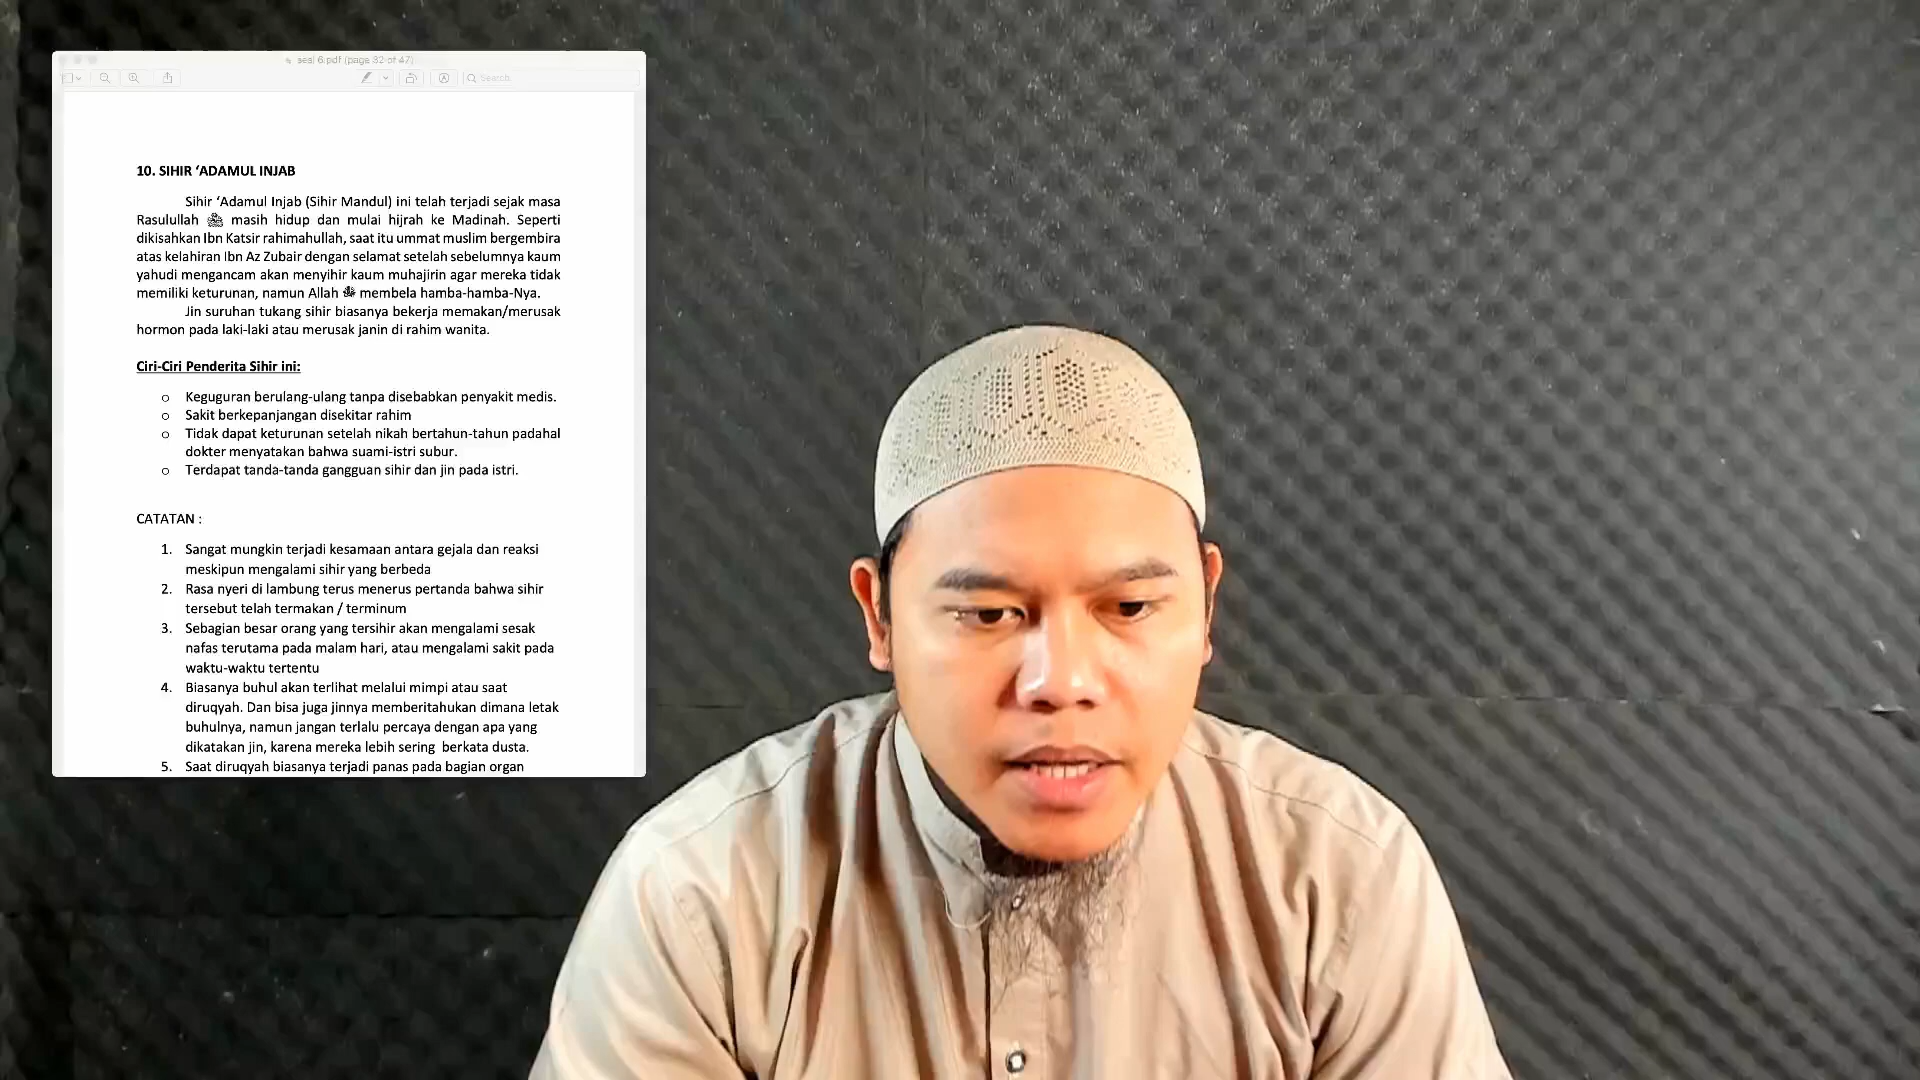 sesi 6.pdf (page 32 of 47)
Search
10. SIHIR ‘ADAMUL INJAB
Sihir ‘Adamul Injab (Sihir Mandul) ini telah terjadi sejak masa
Rasulullah ﷺ masih hidup dan mulai hijrah ke Madinah. Seperti
dikisahkan Ibn Katsir rahimahullah, saat itu ummat muslim bergembira
atas kelahiran Ibn Az Zubair dengan selamat setelah sebelumnya kaum
yahudi mengancam akan menyihir kaum muhajirin agar mereka tidak
memiliki keturunan, namun Allah membela hamba-hamba-Nya.
Jin suruhan tukang sihir biasanya bekerja memakan/merusak
hormon pada laki-laki atau merusak janin di rahim wanita.
Ciri-Ciri Penderita Sihir ini:
o Keguguran berulang-ulang tanpa disebabkan penyakit medis.
o Sakit berkepanjangan disekitar rahim
o Tidak dapat keturunan setelah nikah bertahun-tahun padahal
dokter menyatakan bahwa suami-istri subur.
o Terdapat tanda-tanda gangguan sihir dan jin pada istri.
CATATAN :
1. Sangat mungkin terjadi kesamaan antara gejala dan reaksi
meskipun mengalami sihir yang berbeda
2. Rasa nyeri di lambung terus menerus pertanda bahwa sihir
tersebut telah termakan / terminum
3. Sebagian besar orang yang tersihir akan mengalami sesak
nafas terutama pada malam hari, atau mengalami sakit pada
waktu-waktu tertentu
4. Biasanya buhul akan terlihat melalui mimpi atau saat
diruqyah. Dan bisa juga jinnya memberitahukan dimana letak
buhulnya, namun jangan terlalu percaya dengan apa yang
dikatakan jin, karena mereka lebih sering berkata dusta.
5. Saat diruqyah biasanya terjadi panas pada bagian organ